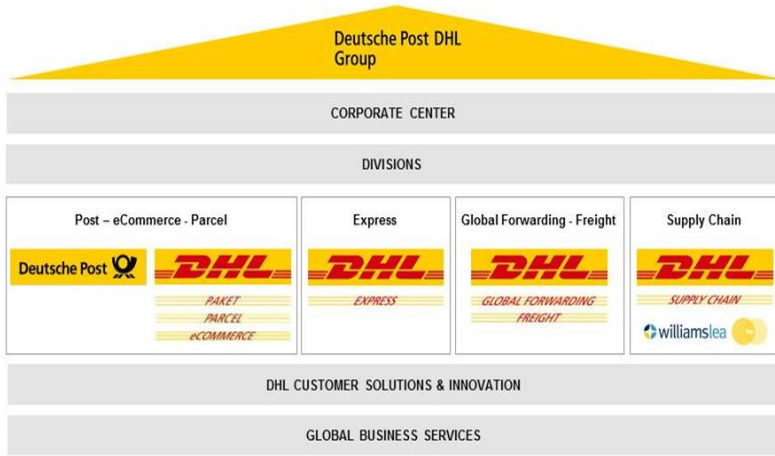 Deutsche Post DHL
Group
CORPORATE CENTER
DIVISIONS
Post – eCommerce - Parcel
Express
Global Forwarding - Freight
Supply Chain
Deutsche Post
DHL
DHL
DHL
DHL
PAKET
PARCEL
eCOMMERCE
EXPRESS
GLOBAL FORWARDING
FREIGHT
SUPPLY CHAIN
williamslea
DHL CUSTOMER SOLUTIONS & INNOVATION
GLOBAL BUSINESS SERVICES